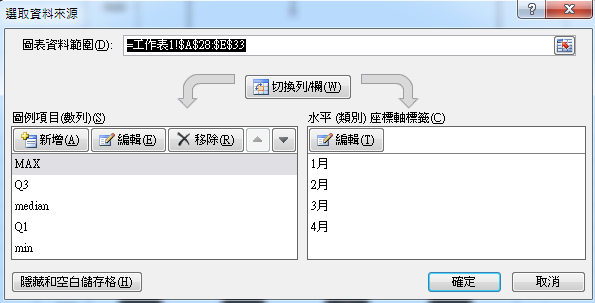 選取資料來源
圖表資料範圍(D): =工作表1!$A$28:$E$33
切換列/欄(W)
圖例項目(數列)(S)
新增(A) 編輯(E) 移除(R)
MAX
Q3
median
Q1
min
水平 (類別) 座標軸標籤(C)
編輯(T)
1月
2月
3月
4月
隱藏和空白儲存格(H)
確定 取消